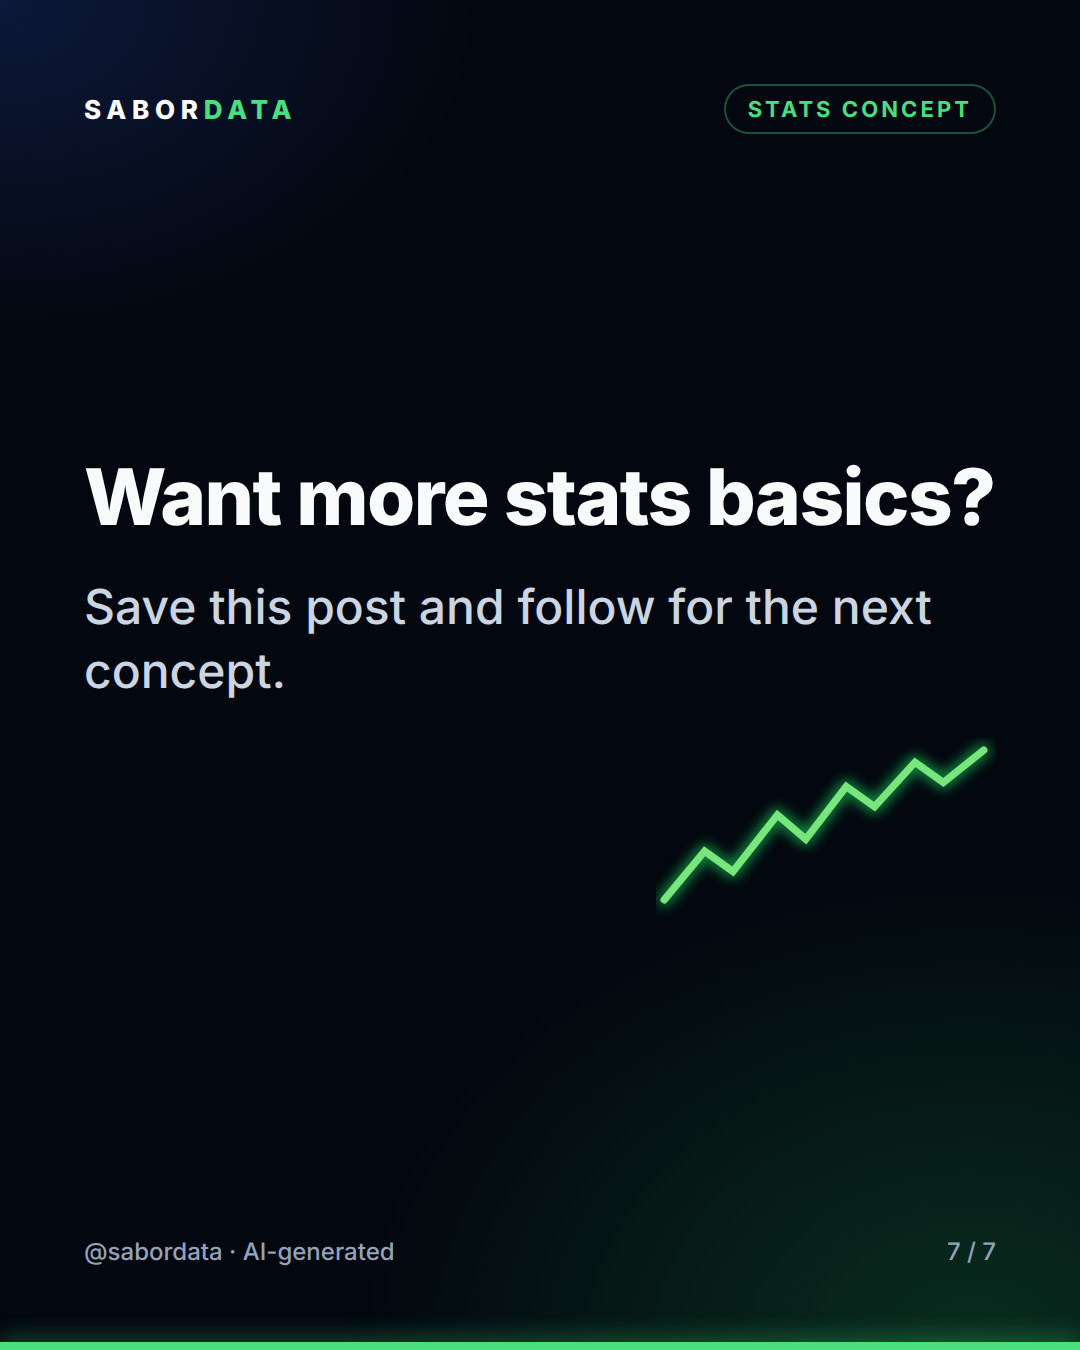 SABORDATA
STATS CONCEPT
Want more stats basics?
Save this post and follow for the next
concept.
@sabordata · AI-generated
7 / 7